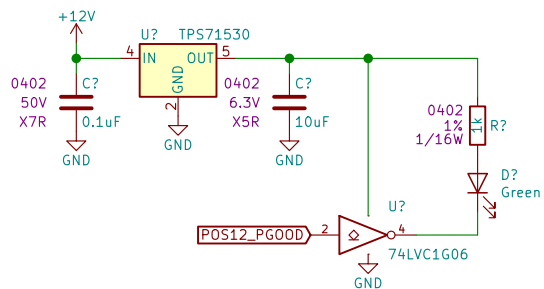 +12V
U? TPS71530
4 IN OUT 5
GND
2
GND
0402
50V
X7R
C?
0.1uF
GND
0402
6.3V
X5R
C?
10uF
GND
0402
1%
1/16W
1k
R?
D?
Green
U?
POS12_PGOOD
2
4
74LVC1G06
GND